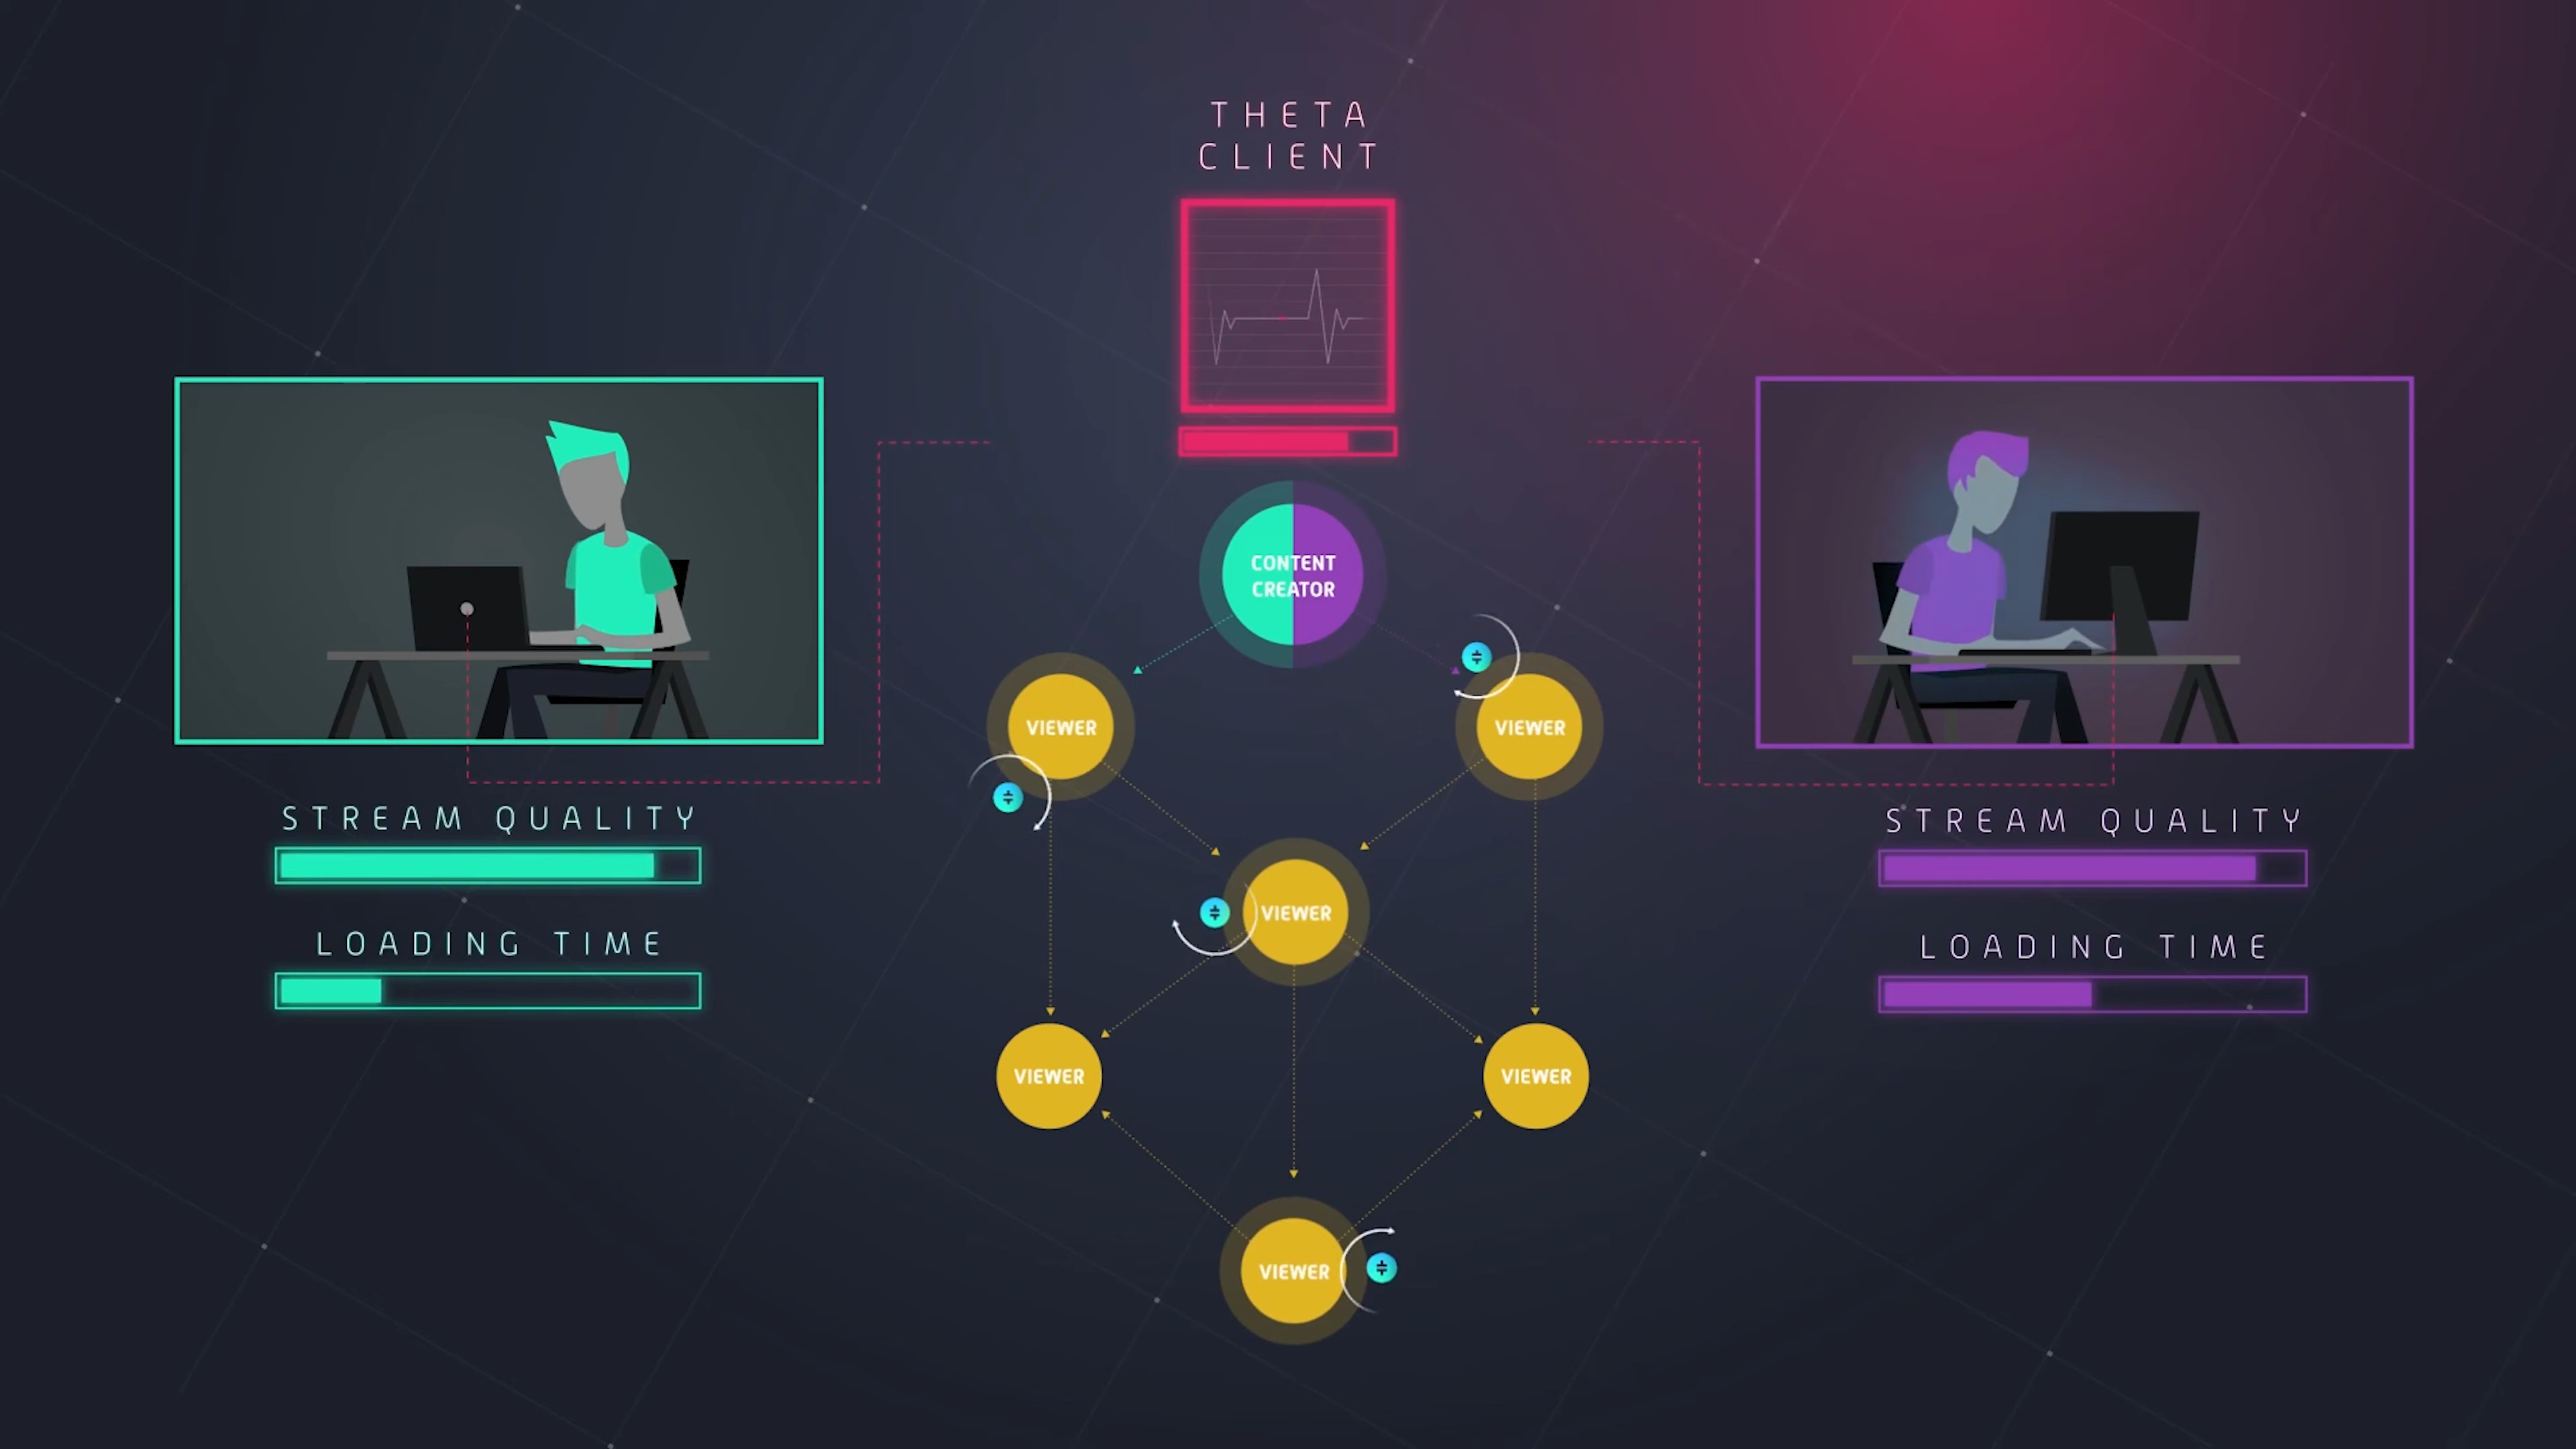 THETA
CLIENT
CONTENT
CREATOR
VIEWER
VIEWER
STREAM QUALITY
STREAM QUALITY
VIEWER
LOADING TIME
LOADING TIME
VIEWER
VIEWER
VIEWER